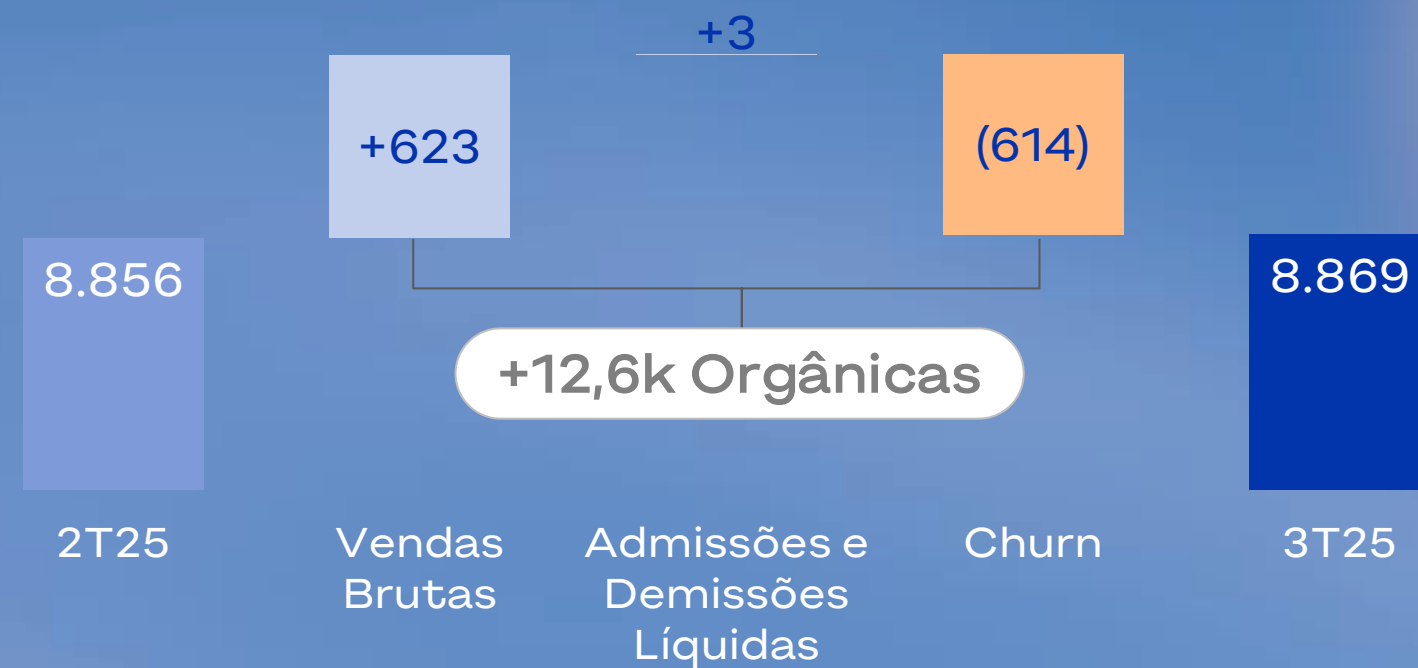 +3
+623
(614)
8.856
8.869
+12,6k Orgânicas
2T25
Vendas
Brutas
Admissões e
Demissões
Líquidas
Churn
3T25